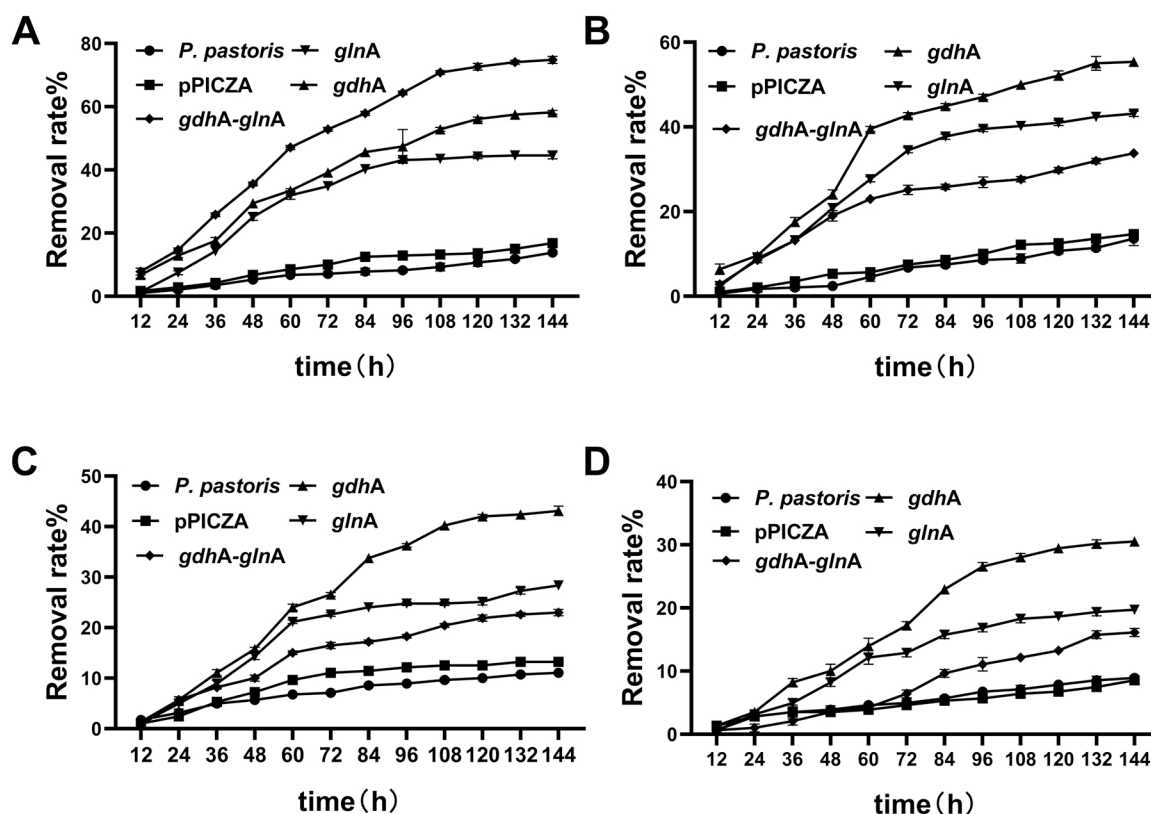 A
Removal rate%
80
60
40
20
0
P. pastoris
glnA
pPICZA
gdhA
gdhA-glnA
12 24 36 48 60 72 84 96 108 120 132 144
time（h）
B
Removal rate%
60
40
20
0
P. pastoris
gdhA
pPICZA
glnA
gdhA-glnA
12 24 36 48 60 72 84 96 108 120 132 144
time（h）
C
Removal rate%
50
40
30
20
10
0
P. pastoris
gdhA
pPICZA
glnA
gdhA-glnA
12 24 36 48 60 72 84 96 108 120 132 144
time（h）
D
Removal rate%
40
30
20
10
0
P. pastoris
gdhA
pPICZA
glnA
gdhA-glnA
12 24 36 48 60 72 84 96 108 120 132 144
time（h）